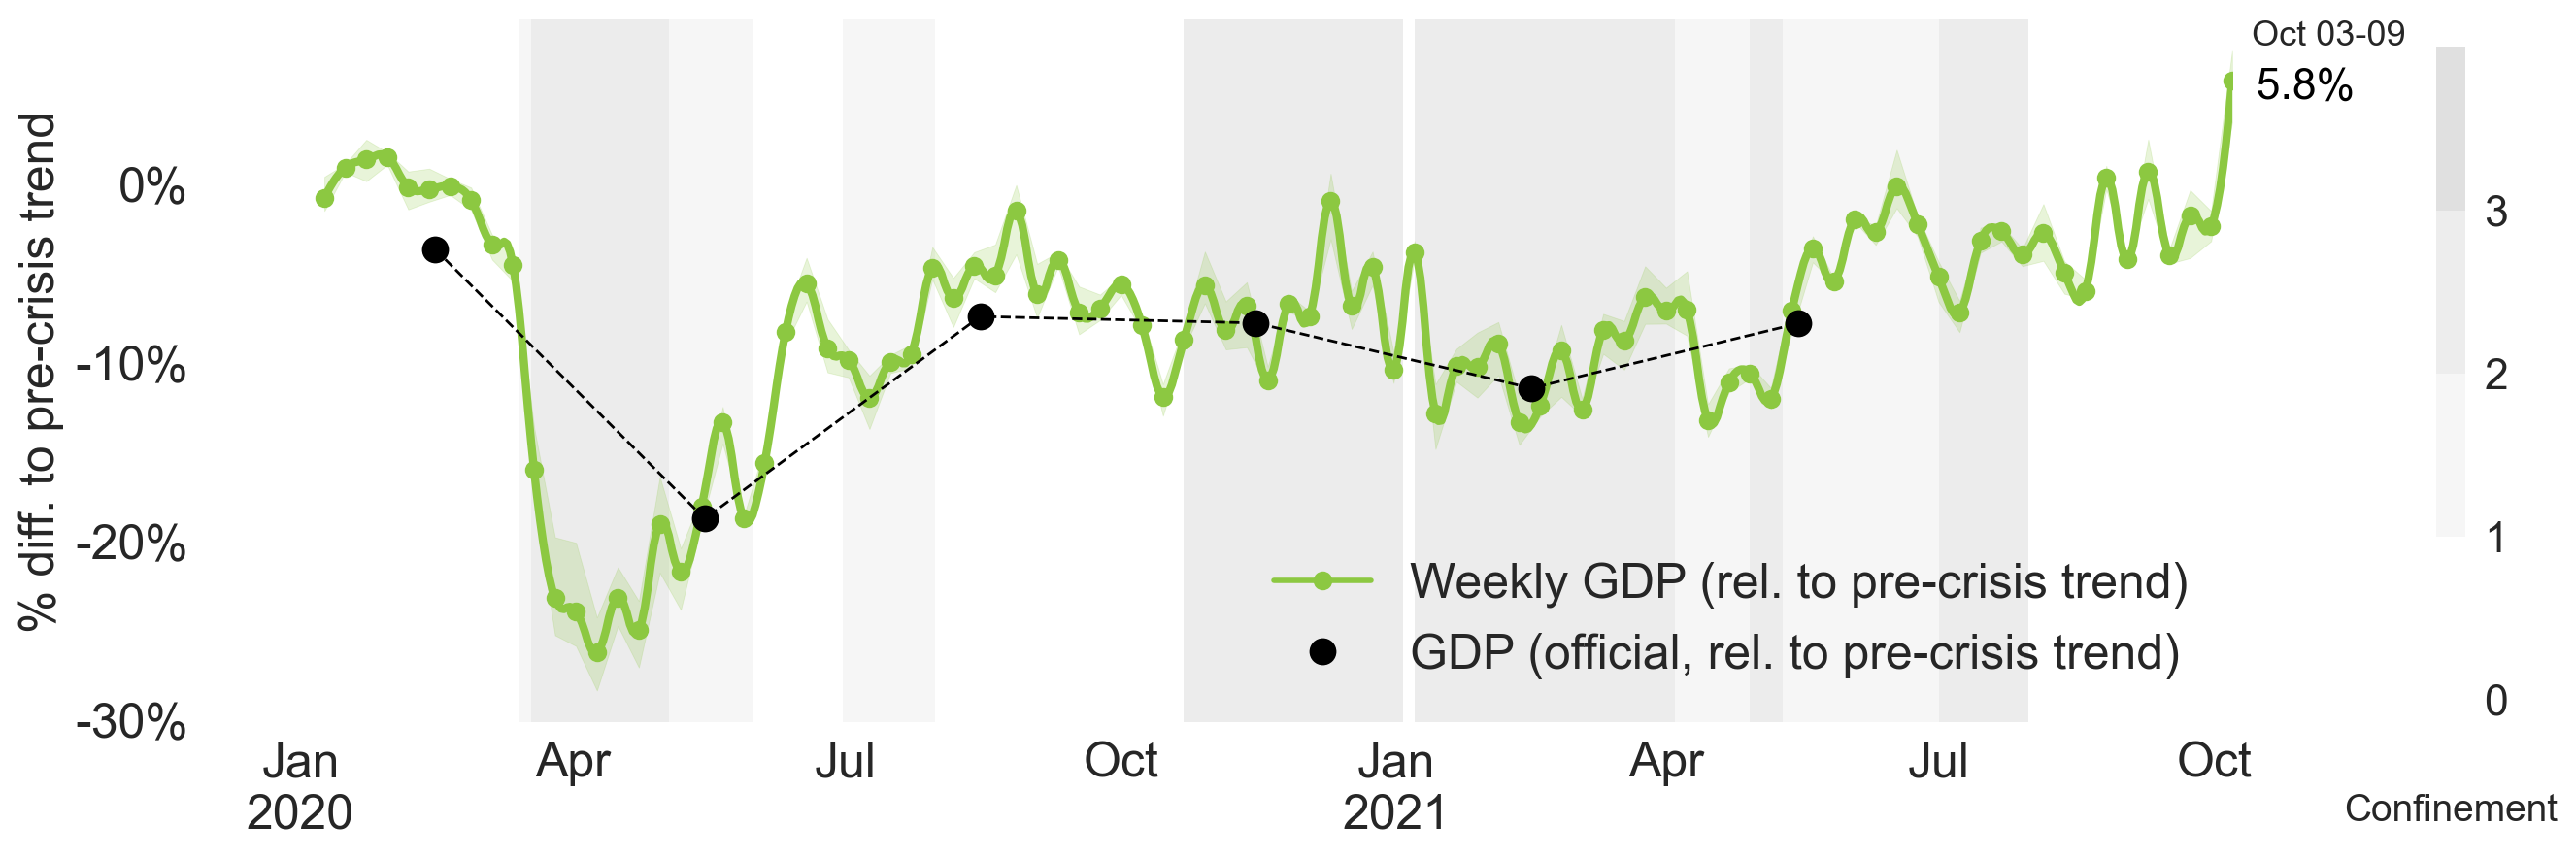 Oct 03-09
5.8%
% diff. to pre-crisis trend
0%
-10%
-20%
-30%
3
2
1
0
Weekly GDP (rel. to pre-crisis trend)
GDP (official, rel. to pre-crisis trend)
Jan Apr Jul Oct Jan Apr Jul Oct
2020 2021
Confinement